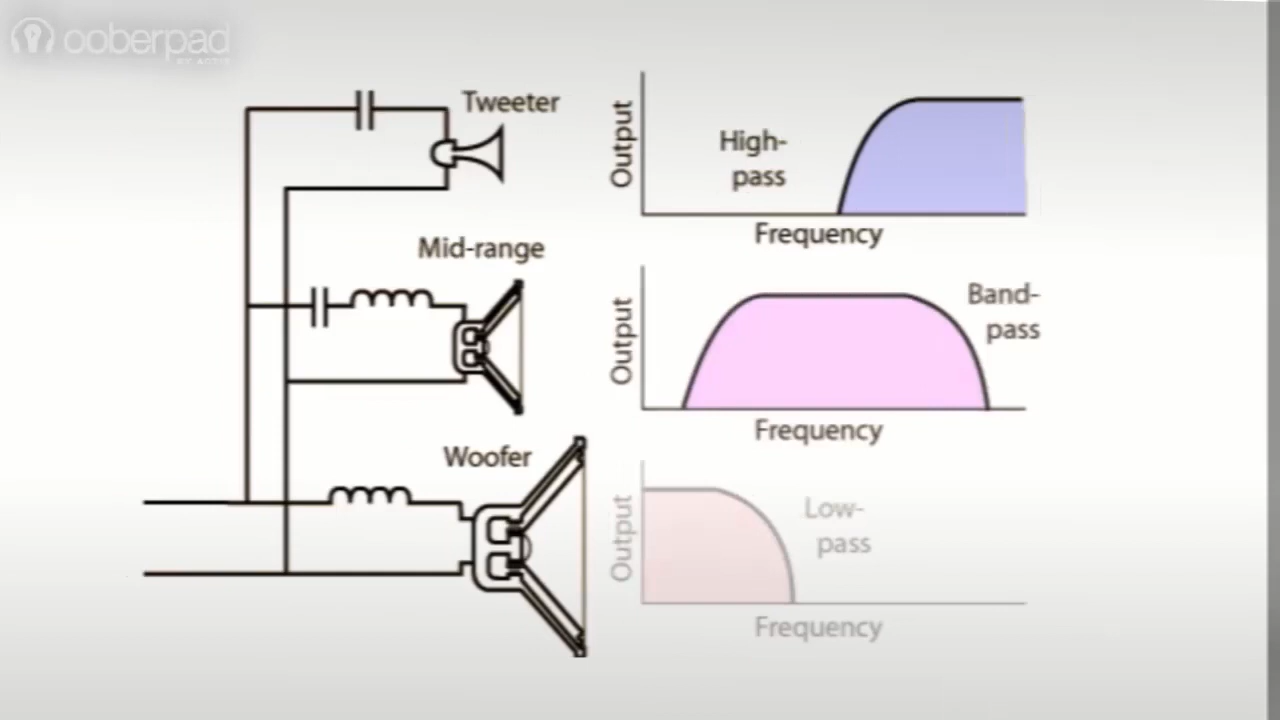 ooberpad
Tweeter
Output
High-
pass
Frequency
Mid-range
Output
Band-
pass
Frequency
Woofer
Output
Low-
pass
Frequency